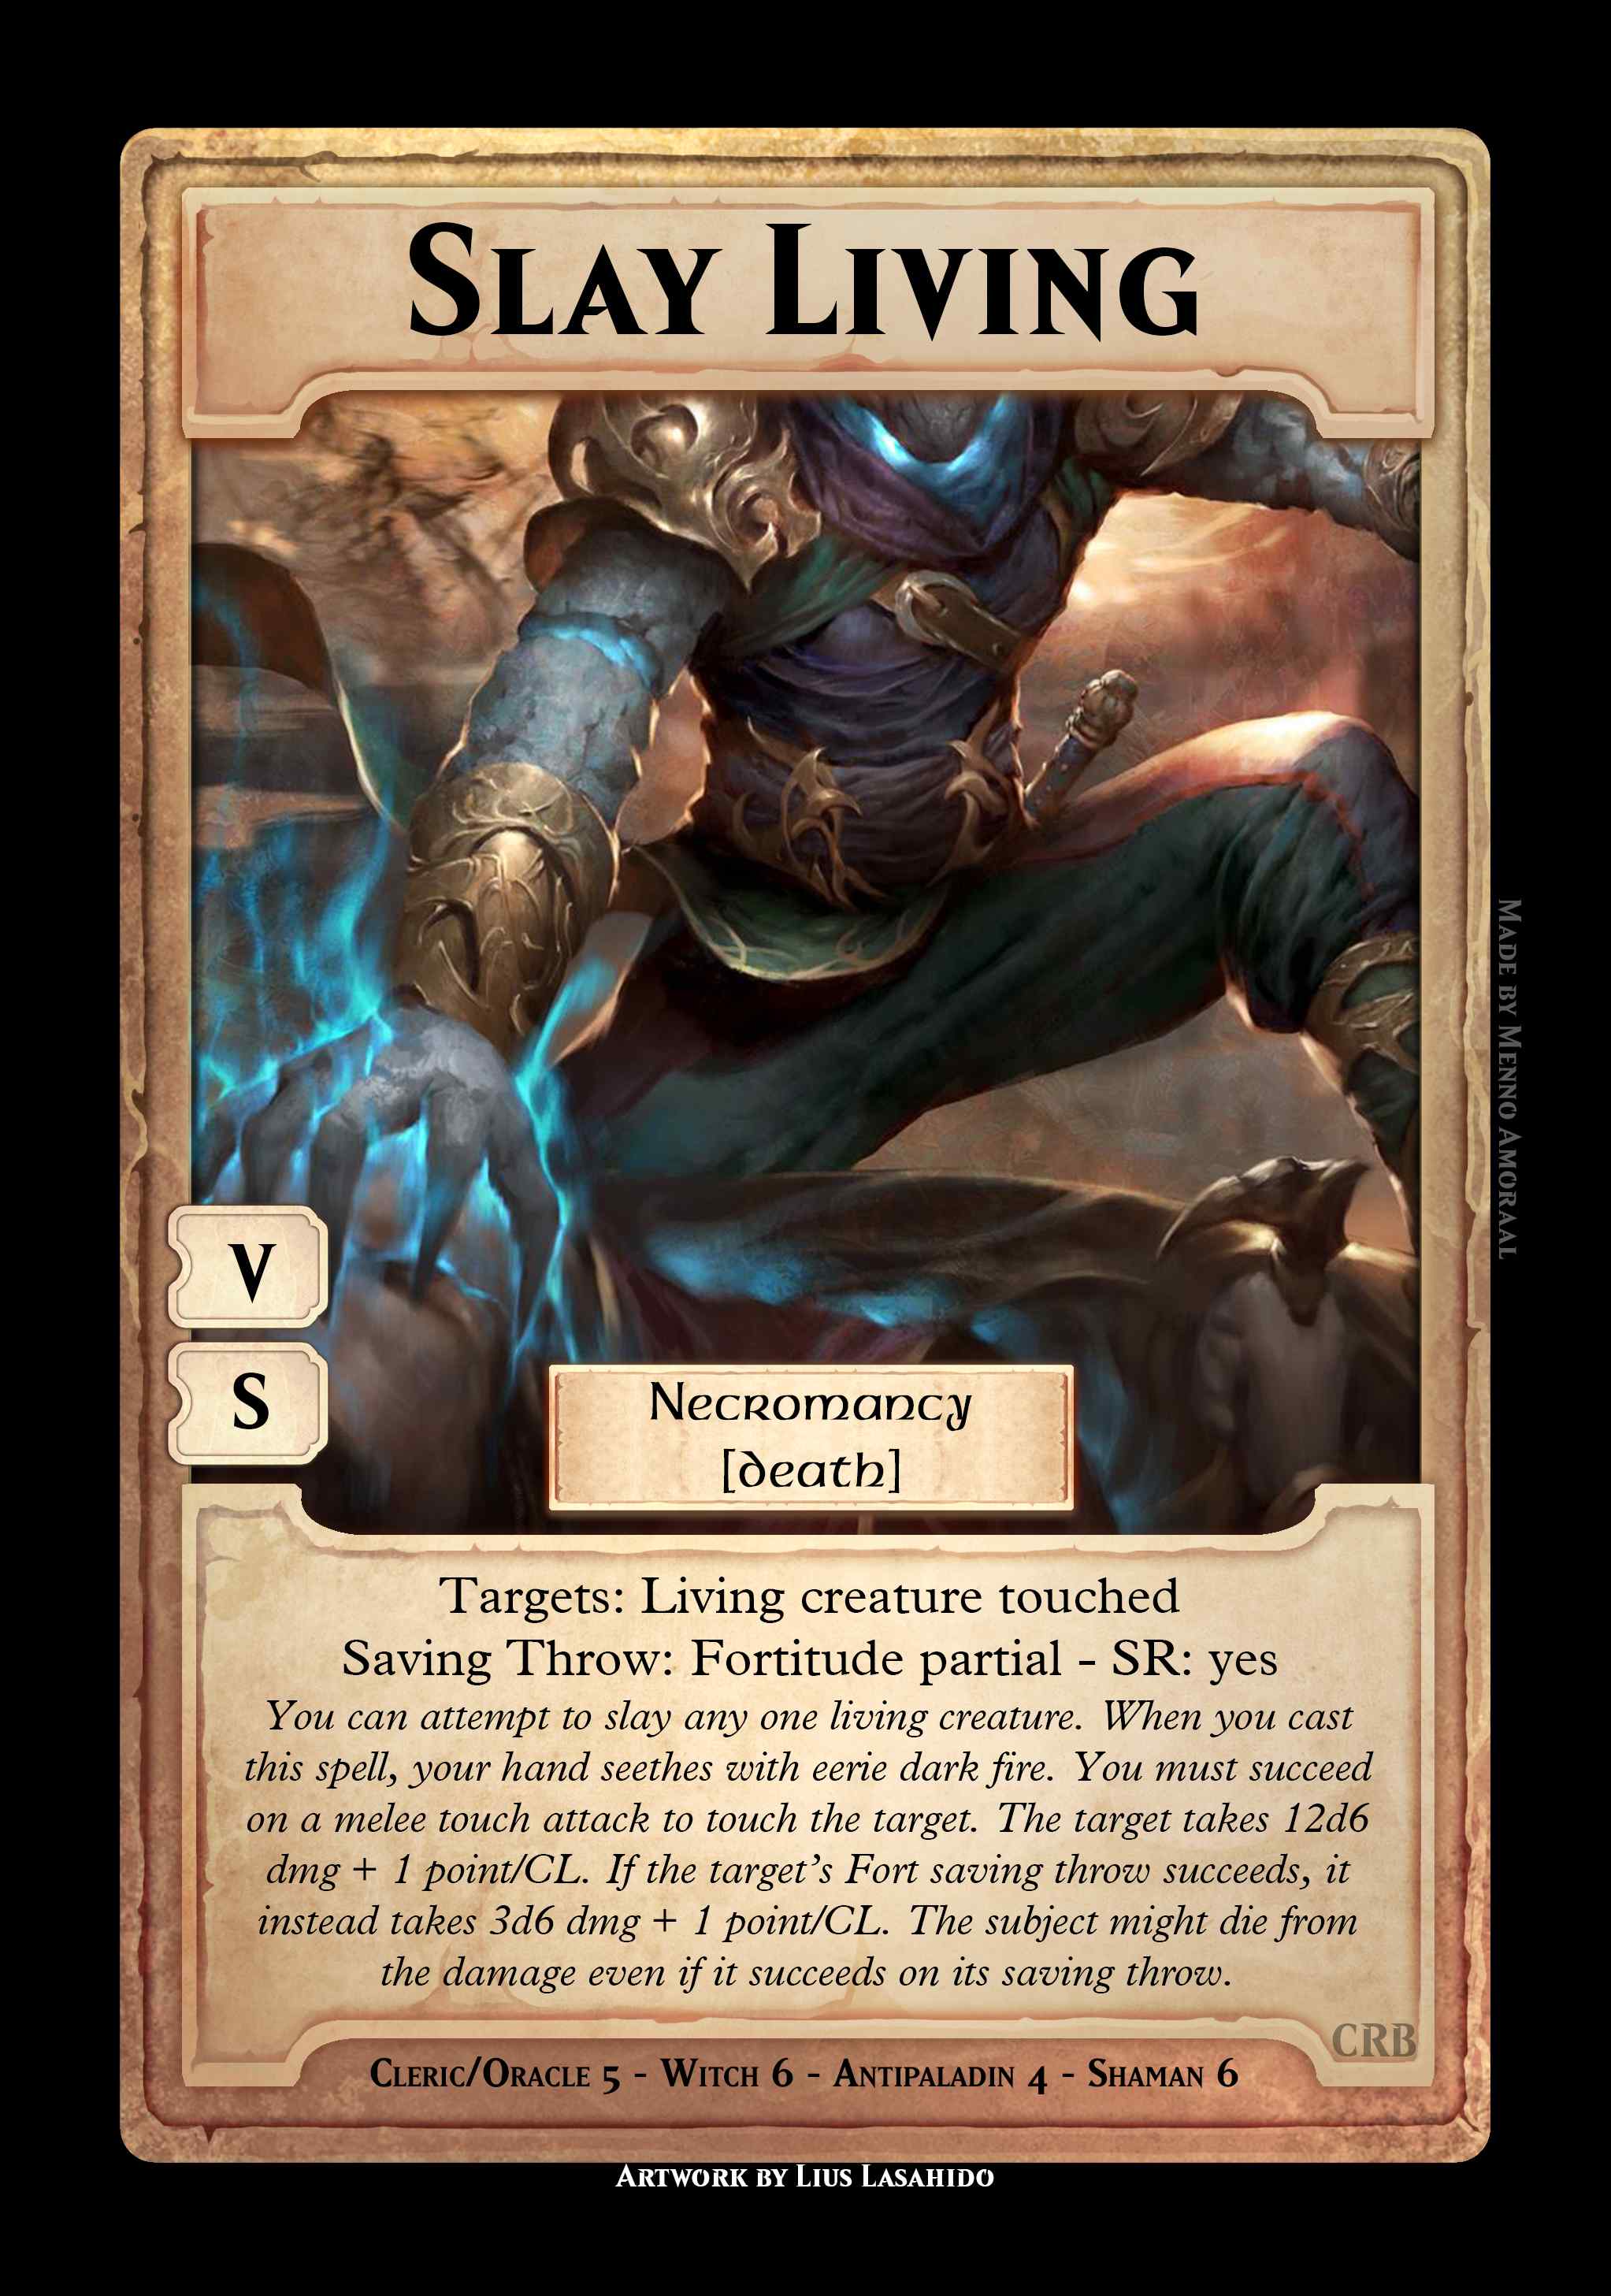 Slay Living
Made by Menno Amoraal
V
S
Necromancy
[death]
Targets: Living creature touched
Saving Throw: Fortitude partial - SR: yes
You can attempt to slay any one living creature. When you cast
this spell, your hand seethes with eerie dark fire. You must succeed
on a melee touch attack to touch the target. The target takes 12d6
dmg + 1 point/CL. If the target's Fort saving throw succeeds, it
instead takes 3d6 dmg + 1 point/CL. The subject might die from
the damage even if it succeeds on its saving throw.
CRB
Cleric/Oracle 5 - Witch 6 - Antipaladin 4 - Shaman 6
Artwork by Lius Lasahido